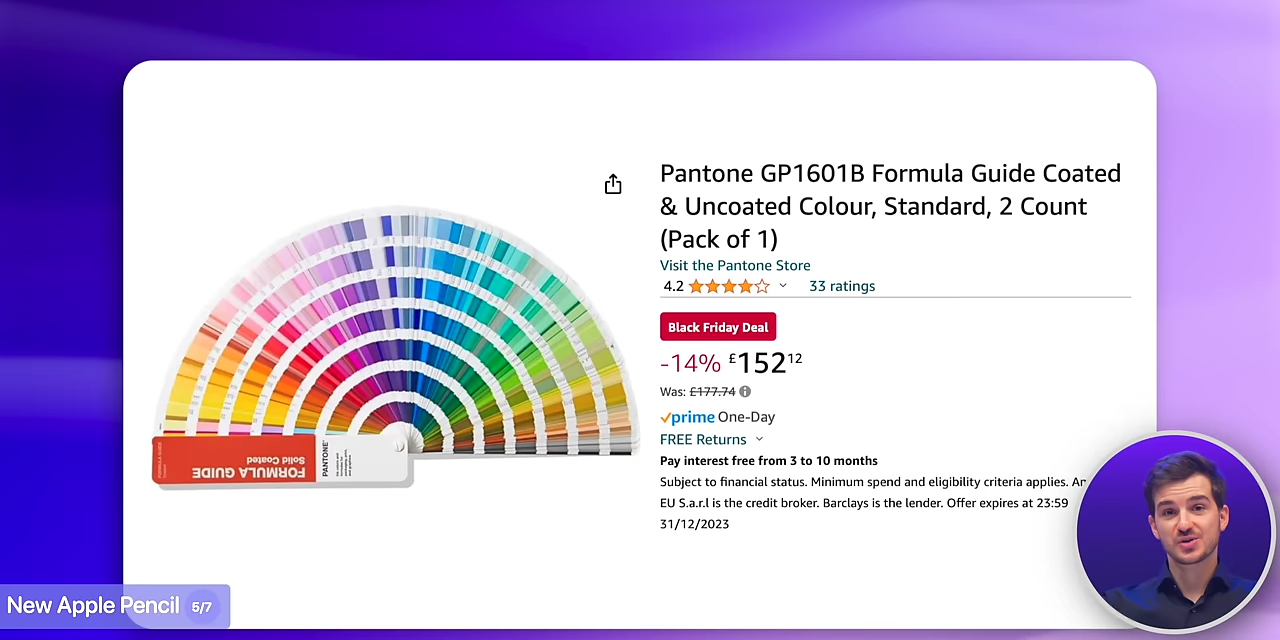 Pantone GP1601B Formula Guide Coated
& Uncoated Colour, Standard, 2 Count
(Pack of 1)
Visit the Pantone Store
4.2 33 ratings
Black Friday Deal
-14% £15212
Was: £177.74
prime One-Day
FREE Returns
Pay interest free from 3 to 10 months
Subject to financial status. Minimum spend and eligibility criteria applies. 
EU S.a.r.l is the credit broker. Barclays is the lender. Offer expires at 23:59
31/12/2023
FORMULA GUIDE
Solid Coated
PANTONE
New Apple Pencil 5/7